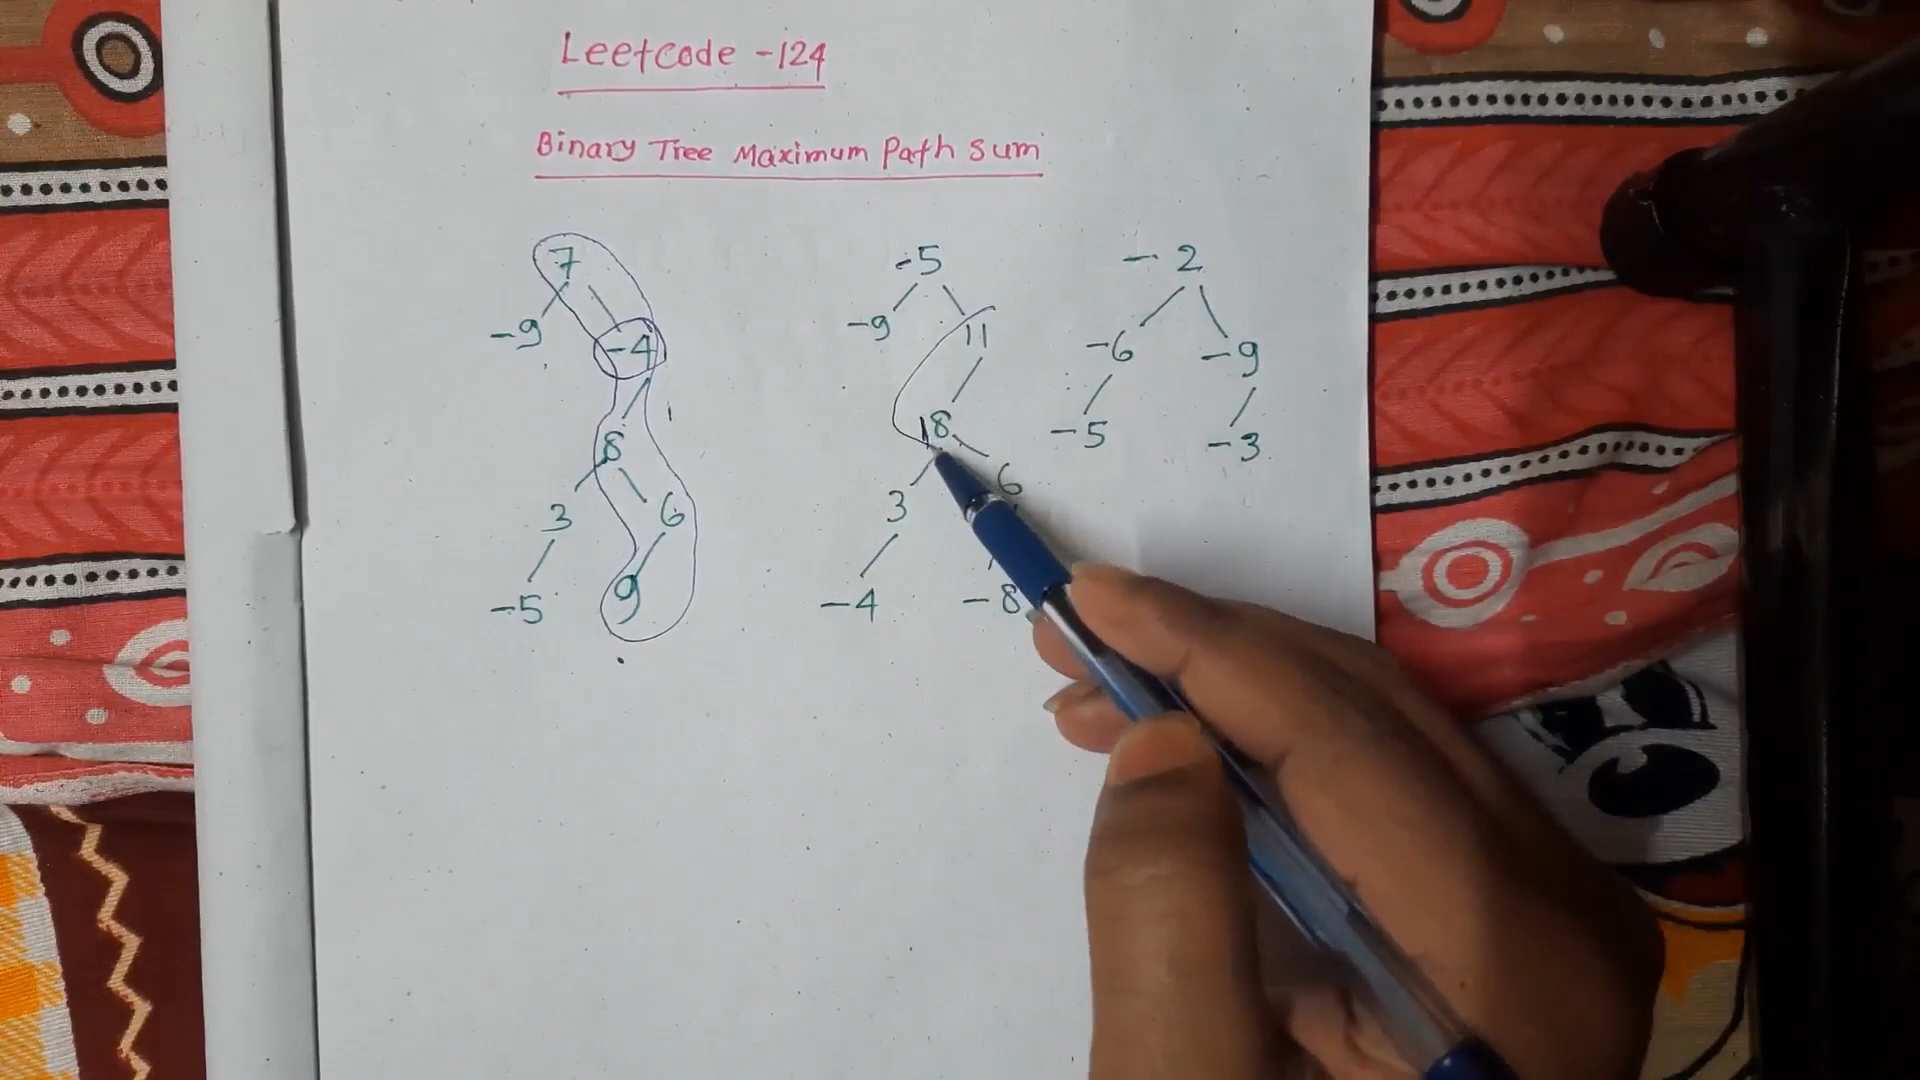 Leetcode -124
Binary Tree Maximum Path Sum
7 -5 -2
-9 -4 -9 11 -6 -9
8 8 -5 -3
3 6 3 6
-5 9 -4 -8